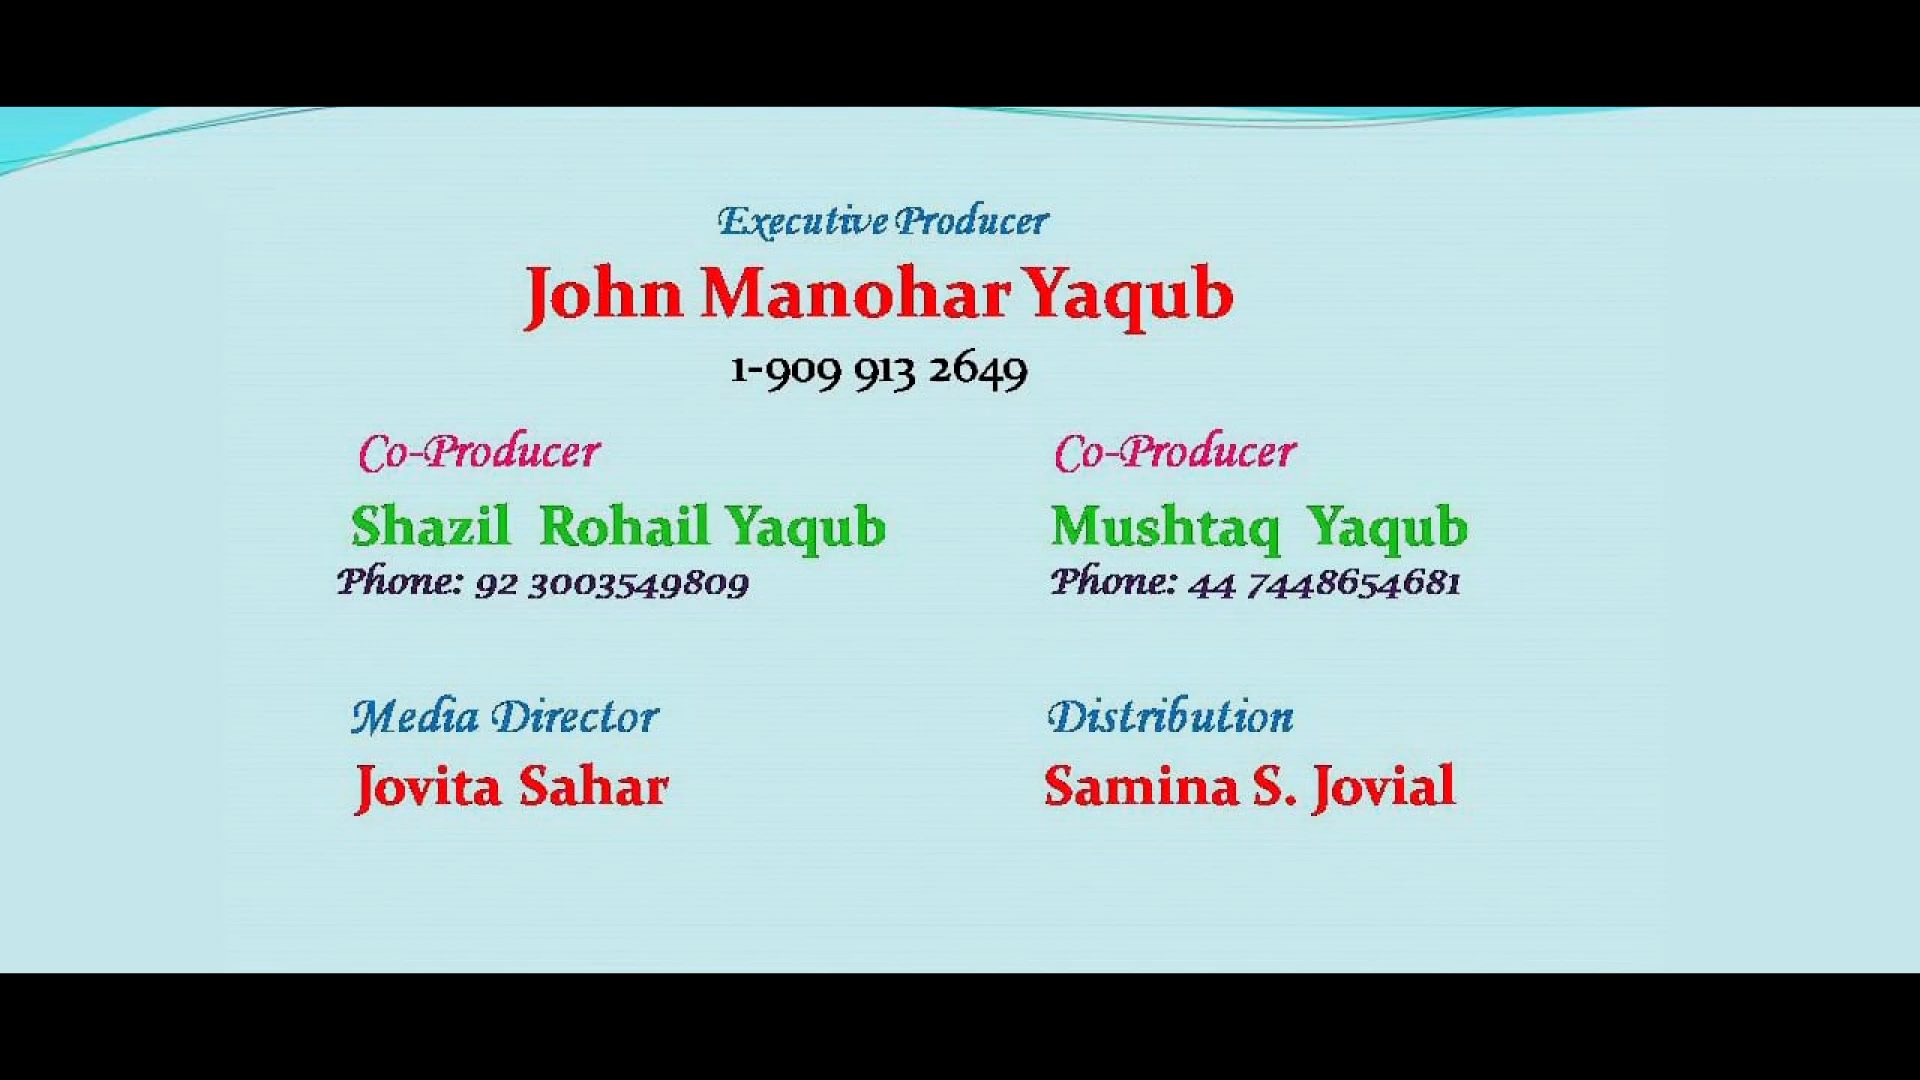 Executive Producer
John Manohar Yaqub
1-909 913 2649
Co-Producer
Shazil Rohail Yaqub
Phone: 92 3003549809
Co-Producer
Mushtaq Yaqub
Phone: 44 7448654681
Media Director
Jovita Sahar
Distribution
Samina S. Jovial